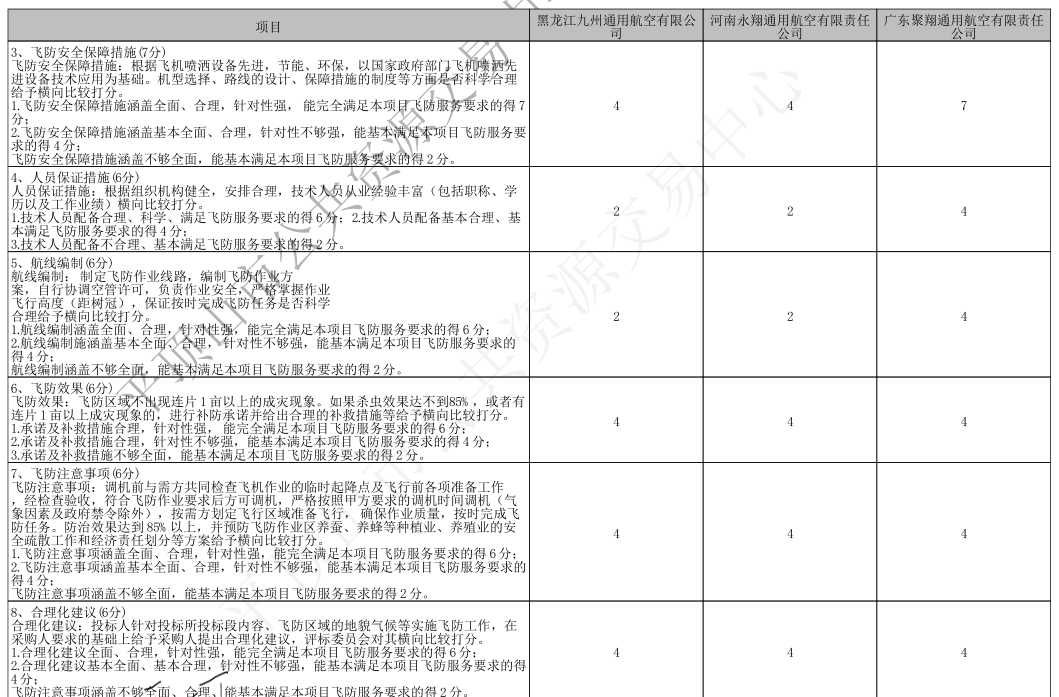 项目
黑龙江九州通用航空有限公
司
河南永翔通用航空有限责任
公司
广东聚翔通用航空有限责任
公司
3、飞防安全保障措施(7分)
飞防安全保障措施：根据飞机喷洒设备先进，节能、环保，以国家政府部门飞机喷洒先
进设备技术应用为基础。机型选择、路线的设计、保障措施的制度等方面是否科学合理
给予横向比较打分。
1.飞防安全保障措施涵盖全面、合理，针对性强， 能完全满足本项目飞防服务要求的得 7
分；
2.飞防安全保障措施涵盖基本全面、合理，针对性不够强，能基本满足本项目飞防服务要
求的得 4 分；
飞防安全保障措施涵盖不够全面，能基本满足本项目飞防服务要求的得 2 分。
4
4
7
4、人员保证措施(6分)
人员保证措施：根据组织机构健全，安排合理，技术人员从业经验丰富（包括职称、学
历以及工作业绩）横向比较打分。
1.技术人员配备合理、科学、满足飞防服务要求的得 6 分；2.技术人员配备基本合理、基
本满足飞防服务要求的得 4 分；
3.技术人员配备不合理、基本满足飞防服务要求的得 2 分。
2
2
4
5、航线编制(6分)
航线编制： 制定飞防作业线路，编制飞防作业方
案，自行协调空管许可，负责作业安全，严格掌握作业
飞行高度（距树冠），保证按时完成飞防任务是否科学
合理给予横向比较打分。
1.航线编制涵盖全面、合理，针对性强，能完全满足本项目飞防服务要求的得 6 分；
2.航线编制施涵盖基本全面、合理， 针对性不够强，能基本满足本项目飞防服务要求的
得 4 分；
航线编制涵盖不够全面，能基本满足本项目飞防服务要求的得 2 分。
2
2
4
6、飞防效果(6分)
飞防效果：飞防区域不出现连片 1 亩以上的成灾现象。如果杀虫效果达不到85%，或者有
连片 1 亩以上成灾现象的，进行补防承诺并给出合理的补救措施等给予横向比较打分。
1.承诺及补救措施合理，针对性强， 能完全满足本项目飞防服务要求的得 6 分；
2.承诺及补救措施合理，针对性不够强，能基本满足本项目飞防服务要求的得 4 分；
3.承诺及补救措施不够全面，能基本满足本项目飞防服务要求的得 2 分。
4
4
4
7、飞防注意事项(6分)
飞防注意事项：调机前与需方共同检查飞机作业的临时起降点及飞行前各项准备工作
，经检查验收，符合飞防作业要求后方可调机，严格按照甲方要求的调机时间调机（气
象因素及政府禁令除外），按需方划定飞行区域准备飞行， 确保作业质量，按时完成飞
防任务。防治效果达到 85% 以上，并预防飞防作业区养蚕、养蜂等种植业、养殖业的安
全疏散工作和经济责任划分等方案给予横向比较打分。
1.飞防注意事项涵盖全面、合理，针对性强，能完全满足本项目飞防服务要求的得 6 分；
2.飞防注意事项涵盖基本全面、合理，针对性不够强，能基本满足本项目飞防服务要求的
得 4 分；
飞防注意事项涵盖不够全面，能基本满足本项目飞防服务要求的得 2 分。
4
4
4
8、合理化建议(6分)
合理化建议：投标人针对投标所投标段内容、飞防区域的地貌气候等实施飞防工作，在
采购人要求的基础上给予采购人提出合理化建议，评标委员会对其横向比较打分。
1.合理化建议全面、合理，针对性强，能完全满足本项目飞防服务要求的得 6 分；
2.合理化建议基本全面、基本合理，针对性不够强，能基本满足本项目飞防服务要求的得
4 分；
飞防注意事项涵盖不够全面、合理、能基本满足本项目飞防服务要求的得 2 分。
4
4
4
平顶山市公共资源交易中心